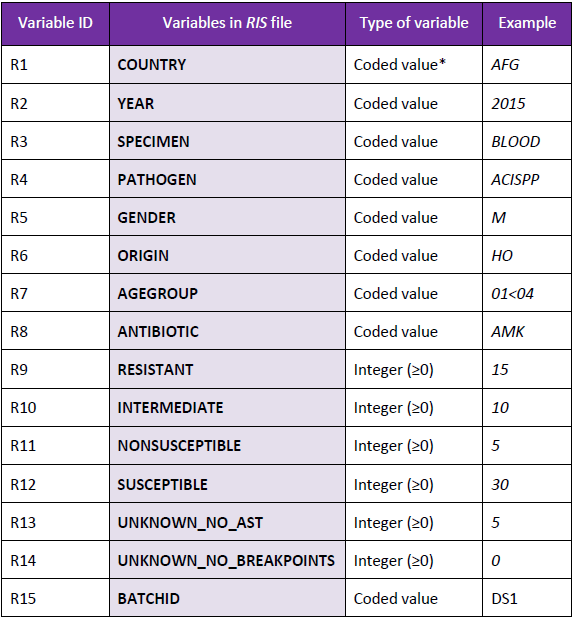 Variable ID Variables in RIS file Type of variable Example
R1 COUNTRY Coded value* AFG
R2 YEAR Coded value 2015
R3 SPECIMEN Coded value BLOOD
R4 PATHOGEN Coded value ACISPP
R5 GENDER Coded value M
R6 ORIGIN Coded value HO
R7 AGEGROUP Coded value 01<04
R8 ANTIBIOTIC Coded value AMK
R9 RESISTANT Integer (≥0) 15
R10 INTERMEDIATE Integer (≥0) 10
R11 NONSUSCEPTIBLE Integer (≥0) 5
R12 SUSCEPTIBLE Integer (≥0) 30
R13 UNKNOWN_NO_AST Integer (≥0) 5
R14 UNKNOWN_NO_BREAKPOINTS Integer (≥0) 0
R15 BATCHID Coded value DS1